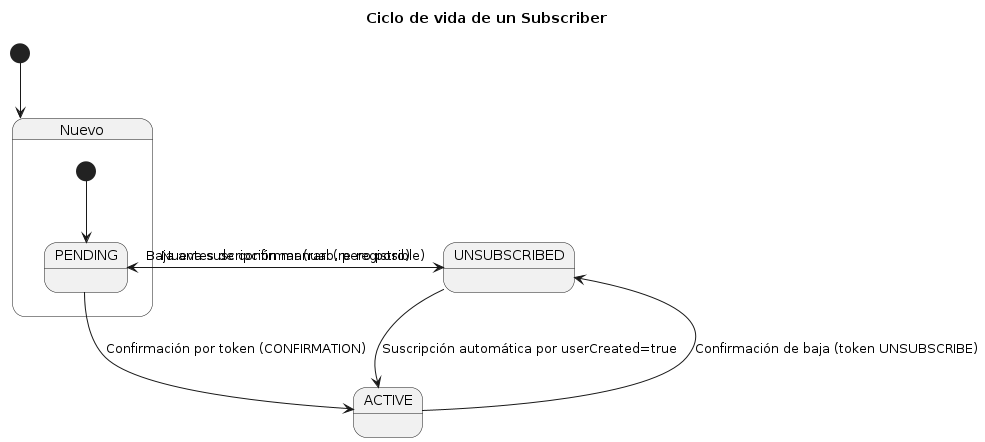 Ciclo de vida de un Subscriber
Nuevo
PENDING
UNSUBSCRIBED
Baja antes de confirmar (raro, pero posible)
Nueva suscripción manual (re-registro)
Confirmación por token (CONFIRMATION)
Suscripción automática por userCreated=true
Confirmación de baja (token UNSUBSCRIBE)
ACTIVE